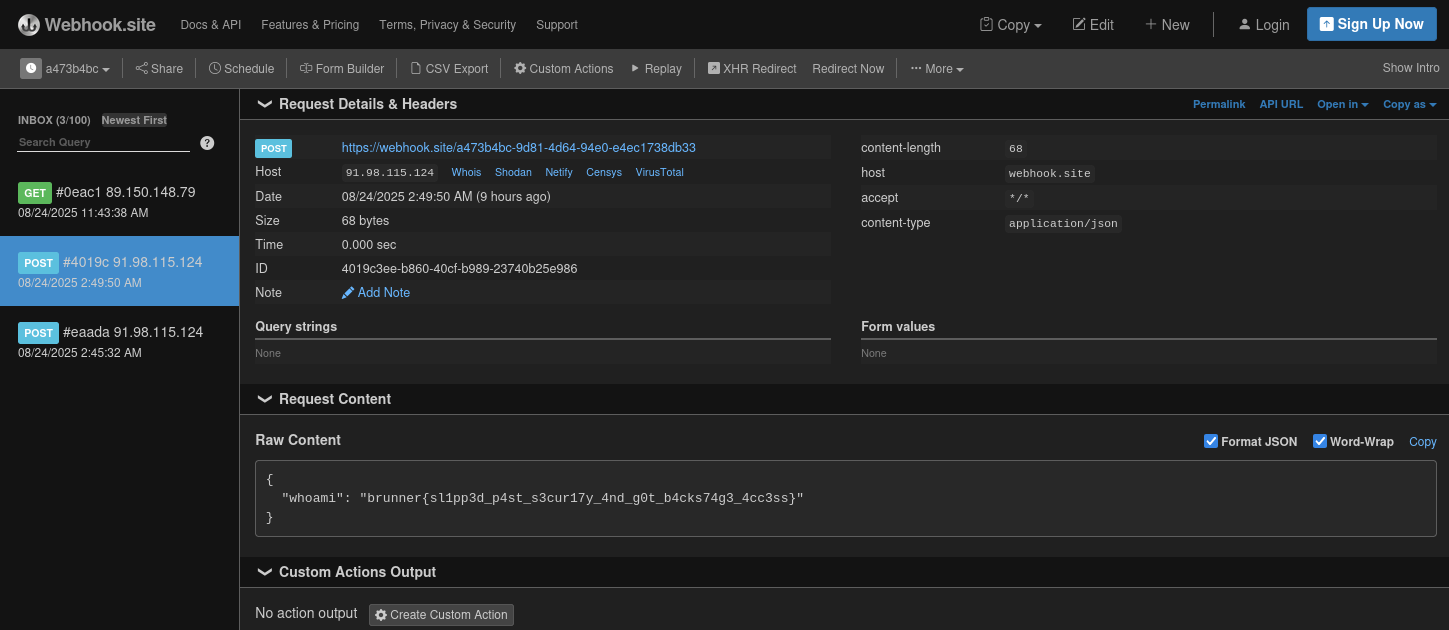 Webhook.site Docs & API Features & Pricing Terms, Privacy & Security Support Copy Edit New Login Sign Up Now
a473b4bc Share Schedule Form Builder CSV Export Custom Actions Replay XHR Redirect Redirect Now More Show Intro
INBOX (3/100) Newest First
Search Query ?
GET #0eac1 89.150.148.79
08/24/2025 11:43:38 AM
POST #4019c 91.98.115.124
08/24/2025 2:49:50 AM
POST #eaada 91.98.115.124
08/24/2025 2:45:32 AM
Request Details & Headers Permalink API URL Open in Copy as
POST https://webhook.site/a473b4bc-9d81-4d64-94e0-e4ec1738db33
Host 91.98.115.124 Whois Shodan Netify Censys VirusTotal
Date 08/24/2025 2:49:50 AM (9 hours ago)
Size 68 bytes
Time 0.000 sec
ID 4019c3ee-b860-40cf-b989-23740b25e986
Note Add Note
content-length 68
host webhook.site
accept */*
content-type application/json
Query strings
None
Form values
None
Request Content
Raw Content Format JSON Word-Wrap Copy
{
"whoami": "brunner{sl1pp3d_p4st_s3cur17y_4nd_g0t_b4cks74g3_4cc3ss}"
}
Custom Actions Output
No action output Create Custom Action